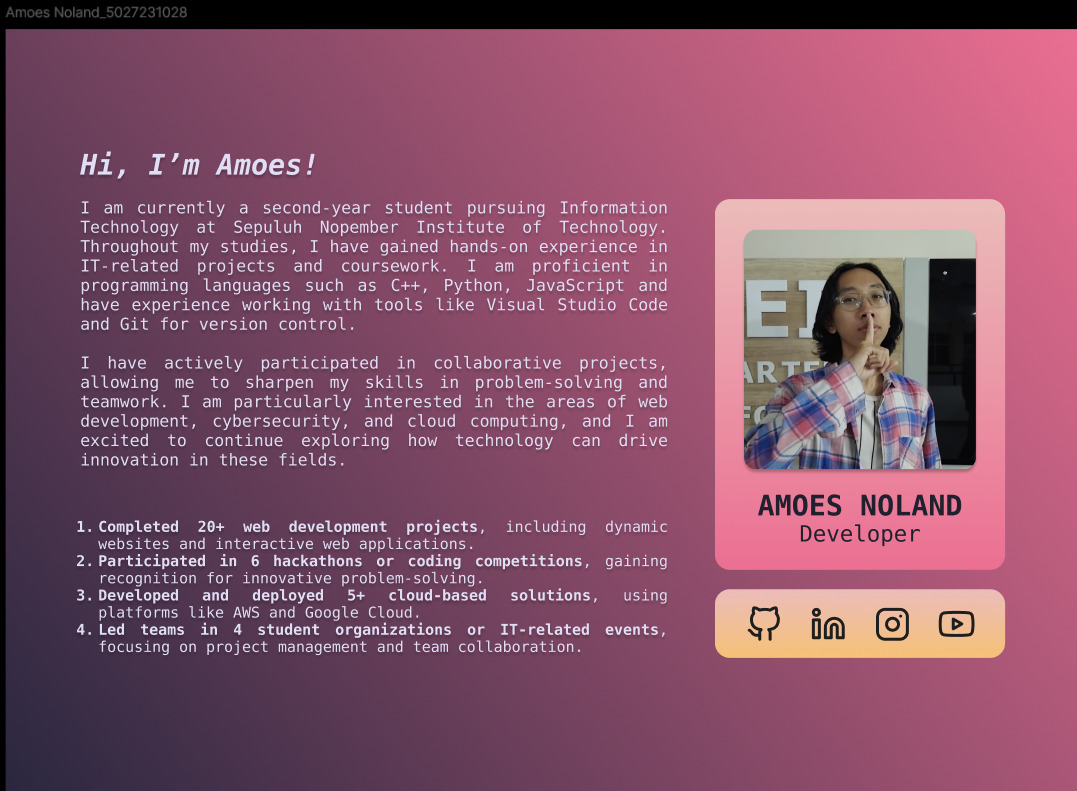 Amoes Noland_5027231028
Hi, I’m Amoes!
I am currently a second-year student pursuing Information
Technology at Sepuluh Nopember Institute of Technology.
Throughout my studies, I have gained hands-on experience in
IT-related projects and coursework. I am proficient in
programming languages such as C++, Python, JavaScript and
have experience working with tools like Visual Studio Code
and Git for version control.
I have actively participated in collaborative projects,
allowing me to sharpen my skills in problem-solving and
teamwork. I am particularly interested in the areas of web
development, cybersecurity, and cloud computing, and I am
excited to continue exploring how technology can drive
innovation in these fields.
1. Completed 20+ web development projects, including dynamic
websites and interactive web applications.
2. Participated in 6 hackathons or coding competitions, gaining
recognition for innovative problem-solving.
3. Developed and deployed 5+ cloud-based solutions, using
platforms like AWS and Google Cloud.
4. Led teams in 4 student organizations or IT-related events,
focusing on project management and team collaboration.
AMOES NOLAND
Developer
in